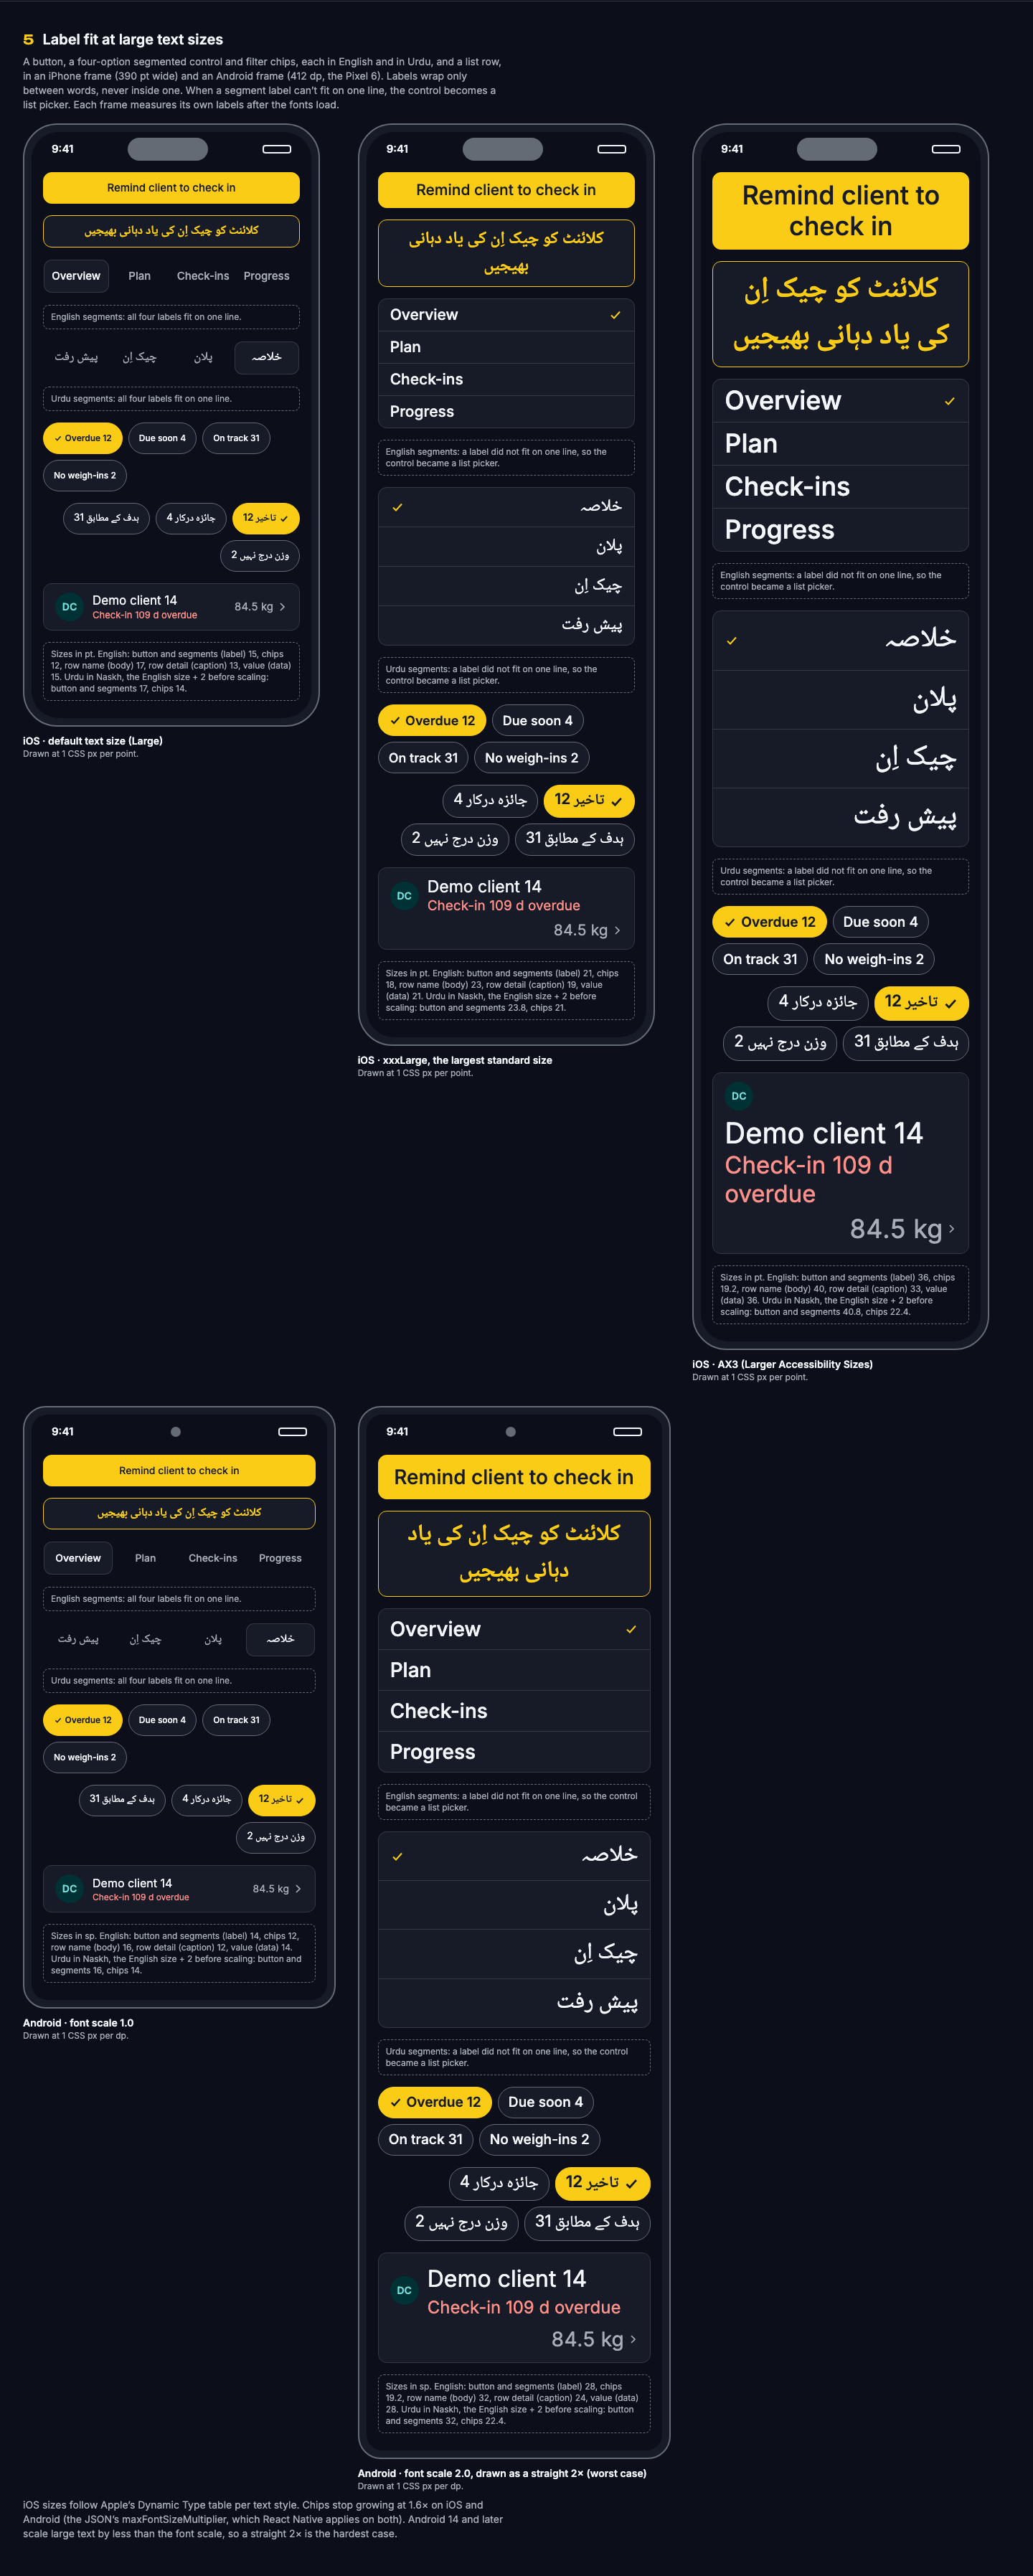 5 Label fit at large text sizes
A button, a four-option segmented control and filter chips, each in English and in Urdu, and a list row,
in an iPhone frame (390 pt wide) and an Android frame (412 dp, the Pixel 6). Labels wrap only
between words, never inside one. When a segment label can't fit on one line, the control becomes a
list picker. Each frame measures its own labels after the fonts load.
9:41
Remind client to check in
کلائنٹ کو چیک اِن کی یاد دہانی بھیجیں
Overview Plan Check-ins Progress
English segments: all four labels fit on one line.
خلاصہ پلان چیک اِن پیش رفت
Urdu segments: all four labels fit on one line.
✓ Overdue 12 Due soon 4 On track 31
No weigh-ins 2
✓ تاخیر 12 جائزہ درکار 4 ہدف کے مطابق 31
وزن درج نہیں 2
DC Demo client 14 84.5 kg
Check-in 109 d overdue
Sizes in pt. English: button and segments (label) 15, chips
12, row name (body) 17, row detail (caption) 13, value (data)
15. Urdu in Naskh, the English size + 2 before scaling:
button and segments 17, chips 14.
iOS · default text size (Large)
Drawn at 1 CSS px per point.
9:41
Remind client to check in
کلائنٹ کو چیک اِن کی یاد دہانی
بھیجیں
Overview ✓
Plan
Check-ins
Progress
English segments: a label did not fit on one line, so the
control became a list picker.
خلاصہ ✓
پلان
چیک اِن
پیش رفت
Urdu segments: a label did not fit on one line, so the
control became a list picker.
✓ Overdue 12 Due soon 4
On track 31 No weigh-ins 2
✓ تاخیر 12 جائزہ درکار 4
ہدف کے مطابق 31 وزن درج نہیں 2
DC Demo client 14
Check-in 109 d overdue
84.5 kg
Sizes in pt. English: button and segments (label) 21, chips
18, row name (body) 23, row detail (caption) 19, value
(data) 21. Urdu in Naskh, the English size + 2 before
scaling: button and segments 23.8, chips 21.
iOS · xxxLarge, the largest standard size
Drawn at 1 CSS px per point.
9:41
Remind client to
check in
کلائنٹ کو چیک اِن
کی یاد دہانی بھیجیں
Overview ✓
Plan
Check-ins
Progress
English segments: a label did not fit on one line, so the
control became a list picker.
خلاصہ ✓
پلان
چیک اِن
پیش رفت
Urdu segments: a label did not fit on one line, so the
control became a list picker.
✓ Overdue 12 Due soon 4
On track 31 No weigh-ins 2
✓ تاخیر 12 جائزہ درکار 4
ہدف کے مطابق 31 وزن درج نہیں 2
DC
Demo client 14
Check-in 109 d
overdue
84.5 kg
Sizes in pt. English: button and segments (label) 36, chips
19.2, row name (body) 40, row detail (caption) 33, value
(data) 36. Urdu in Naskh, the English size + 2 before
scaling: button and segments 40.8, chips 22.4.
iOS · AX3 (Larger Accessibility Sizes)
Drawn at 1 CSS px per point.
9:41
Remind client to check in
کلائنٹ کو چیک اِن کی یاد دہانی بھیجیں
Overview Plan Check-ins Progress
English segments: all four labels fit on one line.
خلاصہ پلان چیک اِن پیش رفت
Urdu segments: all four labels fit on one line.
✓ Overdue 12 Due soon 4 On track 31
No weigh-ins 2
✓ تاخیر 12 جائزہ درکار 4 ہدف کے مطابق 31
وزن درج نہیں 2
DC Demo client 14 84.5 kg
Check-in 109 d overdue
Sizes in sp. English: button and segments (label) 14, chips 12,
row name (body) 16, row detail (caption) 12, value (data) 14.
Urdu in Naskh, the English size + 2 before scaling: button and
segments 16, chips 14.
Android · font scale 1.0
Drawn at 1 CSS px per dp.
9:41
Remind client to check in
کلائنٹ کو چیک اِن کی یاد
دہانی بھیجیں
Overview ✓
Plan
Check-ins
Progress
English segments: a label did not fit on one line, so the control
became a list picker.
خلاصہ ✓
پلان
چیک اِن
پیش رفت
Urdu segments: a label did not fit on one line, so the control
became a list picker.
✓ Overdue 12 Due soon 4
On track 31 No weigh-ins 2
✓ تاخیر 12 جائزہ درکار 4
ہدف کے مطابق 31 وزن درج نہیں 2
DC Demo client 14
Check-in 109 d overdue
84.5 kg
Sizes in sp. English: button and segments (label) 28, chips
19.2, row name (body) 32, row detail (caption) 24, value (data)
28. Urdu in Naskh, the English size + 2 before scaling: button
and segments 32, chips 22.4.
Android · font scale 2.0, drawn as a straight 2× (worst case)
Drawn at 1 CSS px per dp.
iOS sizes follow Apple's Dynamic Type table per text style. Chips stop growing at 1.6× on iOS and
Android (the JSON's maxFontSizeMultiplier, which React Native applies on both). Android 14 and later
scale large text by less than the font scale, so a straight 2× is the hardest case.